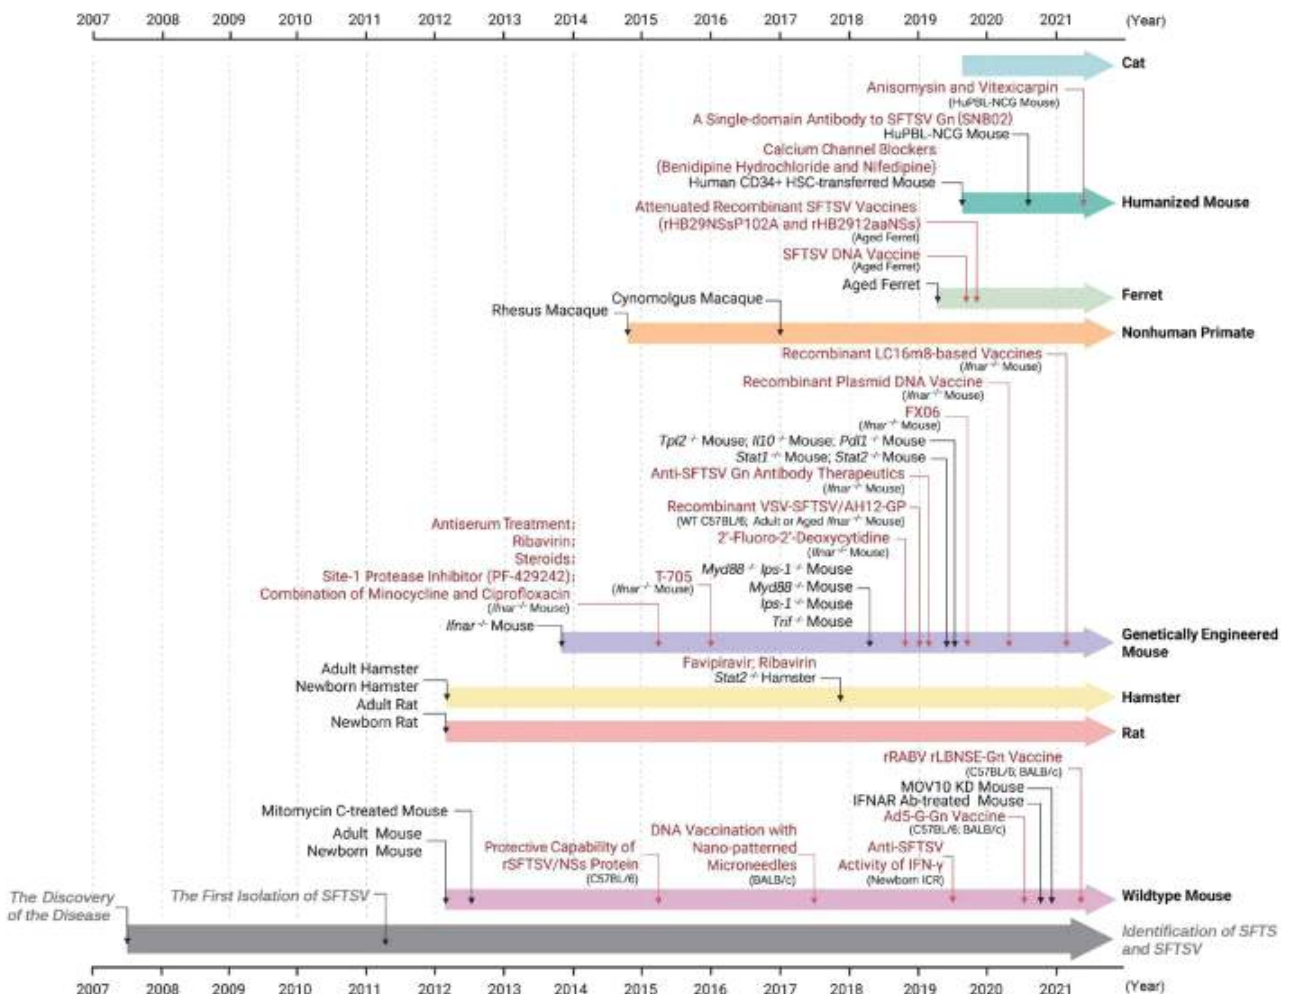 2007 2008 2009 2010 2011 2012 2013 2014 2015 2016 2017 2018 2019 2020 2021 (Year)
Cat
Anisomysin and Vitexicarpin
(HuPBL-NCG Mouse)
A Single-domain Antibody to SFTSV Gn (SNB02)
HuPBL-NCG Mouse
Calcium Channel Blockers
(Benidipine Hydrochloride and Nifedipine)
Human CD34+ HSC-transferred Mouse
Humanized Mouse
Attenuated Recombinant SFTSV Vaccines
(rHB29NSsP102A and rHB2912aaNSs)
(Aged Ferret)
SFTSV DNA Vaccine
(Aged Ferret)
Aged Ferret
Ferret
Cynomolgus Macaque
Rhesus Macaque
Nonhuman Primate
Recombinant LC16m8-based Vaccines
(Ifnar-/- Mouse)
Recombinant Plasmid DNA Vaccine
(Ifnar-/- Mouse)
FX06
(Ifnar-/- Mouse)
Tpl2-/- Mouse; Il10-/- Mouse; Pdl1-/- Mouse
Stat1-/- Mouse; Stat2-/- Mouse
Anti-SFTSV Gn Antibody Therapeutics
(Ifnar-/- Mouse)
Recombinant VSV-SFTSV/AH12-GP
(WT C57BL/6; Adult or Aged Ifnar-/- Mouse)
2'-Fluoro-2'-Deoxycytidine
(Ifnar-/- Mouse)
Antiserum Treatment;
Ribavirin;
Steroids;
Site-1 Protease Inhibitor (PF-429242);
Combination of Minocycline and Ciprofloxacin
(Ifnar-/- Mouse)
T-705
(Ifnar-/- Mouse)
Myd88-/- Ips-1-/- Mouse
Myd88-/- Mouse
Ips-1-/- Mouse
Tnf-/- Mouse
Ifnar-/- Mouse
Genetically Engineered
Mouse
Adult Hamster
Newborn Hamster
Favipiravir; Ribavirin
Stat2-/- Hamster
Hamster
Adult Rat
Newborn Rat
Rat
rRABV rLBNSE-Gn Vaccine
(C57BL/6; BALB/c)
MOV10 KD Mouse
IFNAR Ab-treated Mouse
Ad5-G-Gn Vaccine
(C57BL/6; BALB/c)
Mitomycin C-treated Mouse
Adult Mouse
Newborn Mouse
Protective Capability of
rSFTSV/NSs Protein
(C57BL/6)
DNA Vaccination with
Nano-patterned
Microneedles
(BALB/c)
Anti-SFTSV
Activity of IFN-γ
(Newborn ICR)
Wildtype Mouse
The Discovery
of the Disease
The First Isolation of SFTSV
Identification of SFTS
and SFTSV
2007 2008 2009 2010 2011 2012 2013 2014 2015 2016 2017 2018 2019 2020 2021 (Year)